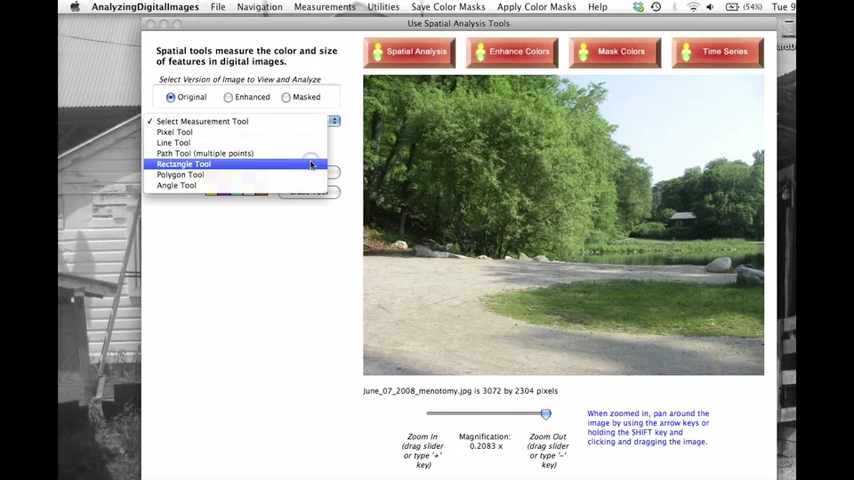 AnalyzingDigitalImages File Navigation Measurements Utilities Save Color Masks Apply Color Masks Help (54%) Tue 9
Use Spatial Analysis Tools
Spatial tools measure the color and size
of features in digital images.
Select Version of Image to View and Analyze
Original Enhanced Masked
✓ Select Measurement Tool
Pixel Tool
Line Tool
Path Tool (multiple points)
Rectangle Tool
Polygon Tool
Angle Tool
Spatial Analysis Enhance Colors Mask Colors Time Series
June_07_2008_menotomy.jpg is 3072 by 2304 pixels
Zoom In
(drag slider
or type '+'
key)
Magnification:
0.2083 x
Zoom Out
(drag slider
or type '-'
key)
When zoomed in, pan around the
image by using the arrow keys or
holding the SHIFT key and
clicking and dragging the image.